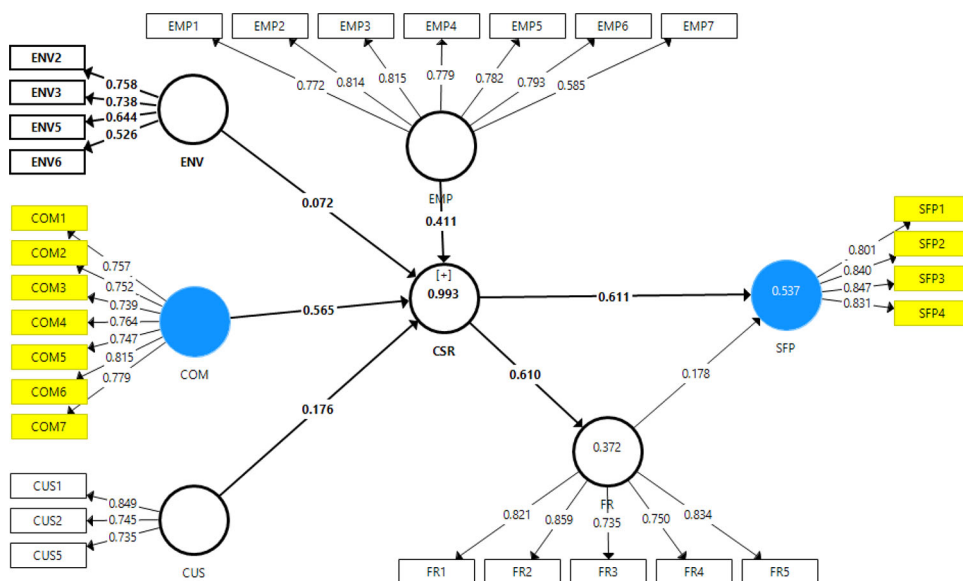 EMP1 EMP2 EMP3 EMP4 EMP5 EMP6 EMP7
0.772 0.814 0.815 0.779 0.782 0.793 0.585
EMP
ENV2
ENV3
ENV5
ENV6
0.758
0.738
0.644
0.526
ENV
0.072
0.411
COM1
COM2
COM3
COM4
COM5
COM6
COM7
0.757
0.752
0.739
0.764
0.747
0.815
0.779
COM
0.565
[+]
0.993
CSR
0.611
0.537
SFP
0.801
0.840
0.847
0.831
SFP1
SFP2
SFP3
SFP4
0.176
0.610
0.178
CUS1
CUS2
CUS5
0.849
0.745
0.735
CUS
0.372
FR
0.821 0.859 0.735 0.750 0.834
FR1 FR2 FR3 FR4 FR5